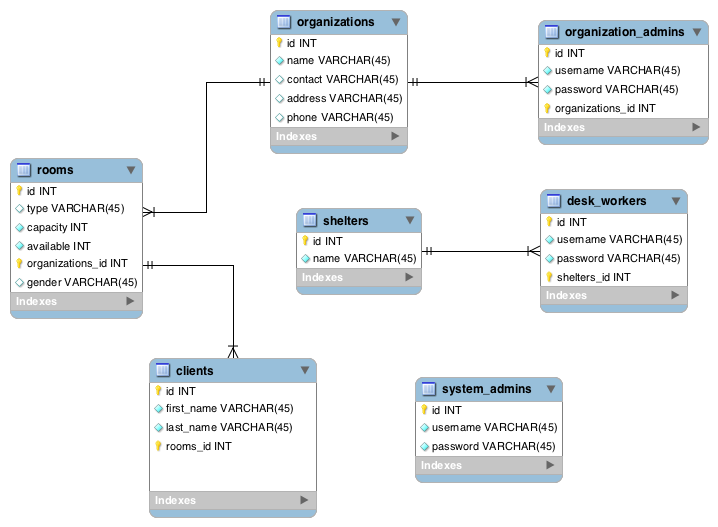 organizations
id INT
name VARCHAR(45)
contact VARCHAR(45)
address VARCHAR(45)
phone VARCHAR(45)
Indexes
organization_admins
id INT
username VARCHAR(45)
password VARCHAR(45)
organizations_id INT
Indexes
rooms
id INT
type VARCHAR(45)
capacity INT
available INT
organizations_id INT
gender VARCHAR(45)
Indexes
shelters
id INT
name VARCHAR(45)
Indexes
desk_workers
id INT
username VARCHAR(45)
password VARCHAR(45)
shelters_id INT
Indexes
clients
id INT
first_name VARCHAR(45)
last_name VARCHAR(45)
rooms_id INT
Indexes
system_admins
id INT
username VARCHAR(45)
password VARCHAR(45)
Indexes